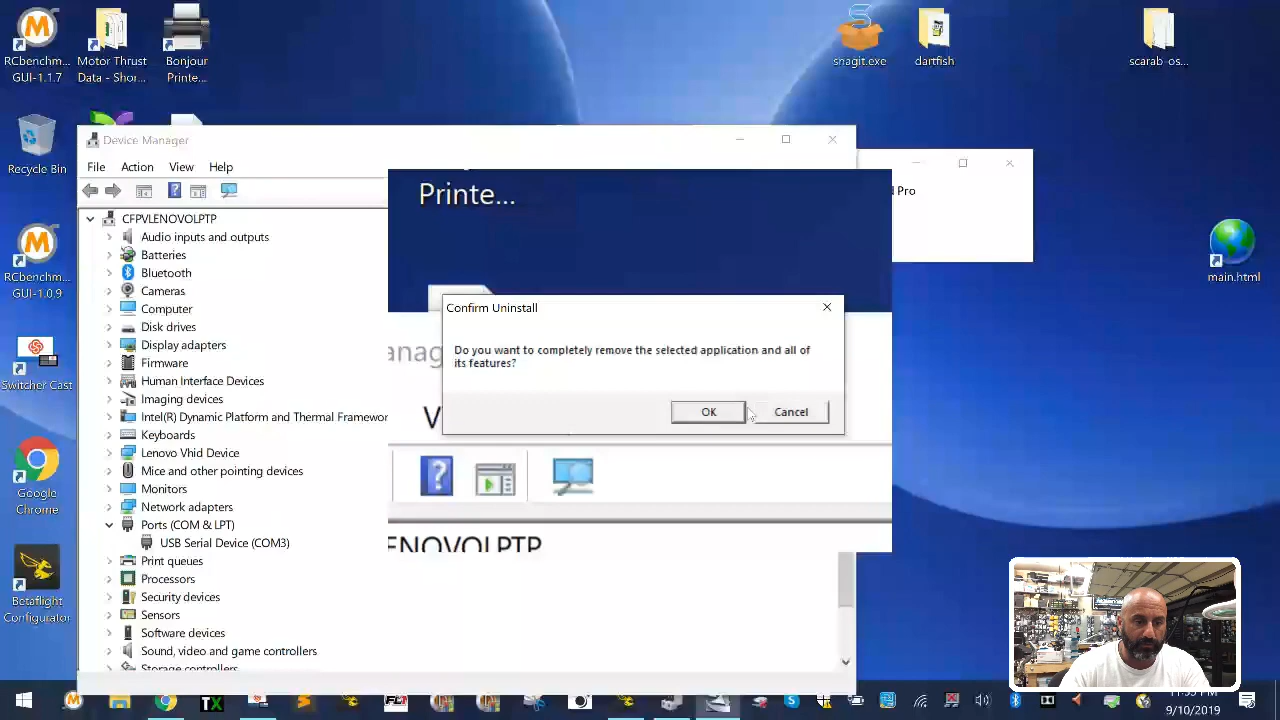 RCbenchm...
GUI-1.1.7
Motor Thrust
Data - Shor...
Bonjour
Printe...
snagit.exe
dartfish
scarab-os...
Recycle Bin
RCbenchm...
GUI-1.0.9
Switcher Cast
Google
Chrome
Betaflight
Configurator
main.html
Device Manager
File Action View Help
CFPVLENOVOLPTP
Audio inputs and outputs
Batteries
Bluetooth
Cameras
Computer
Disk drives
Display adapters
Firmware
Human Interface Devices
Imaging devices
Intel(R) Dynamic Platform and Thermal Framewor
Keyboards
Lenovo Vhid Device
Mice and other pointing devices
Monitors
Network adapters
Ports (COM & LPT)
USB Serial Device (COM3)
Print queues
Processors
Security devices
Sensors
Software devices
Sound, video and game controllers
Storage controllers
Pro
Printe...
Confirm Uninstall
Do you want to completely remove the selected application and all of
its features?
OK Cancel
anag
V
ENOVOLPTP
TX
9/10/2019